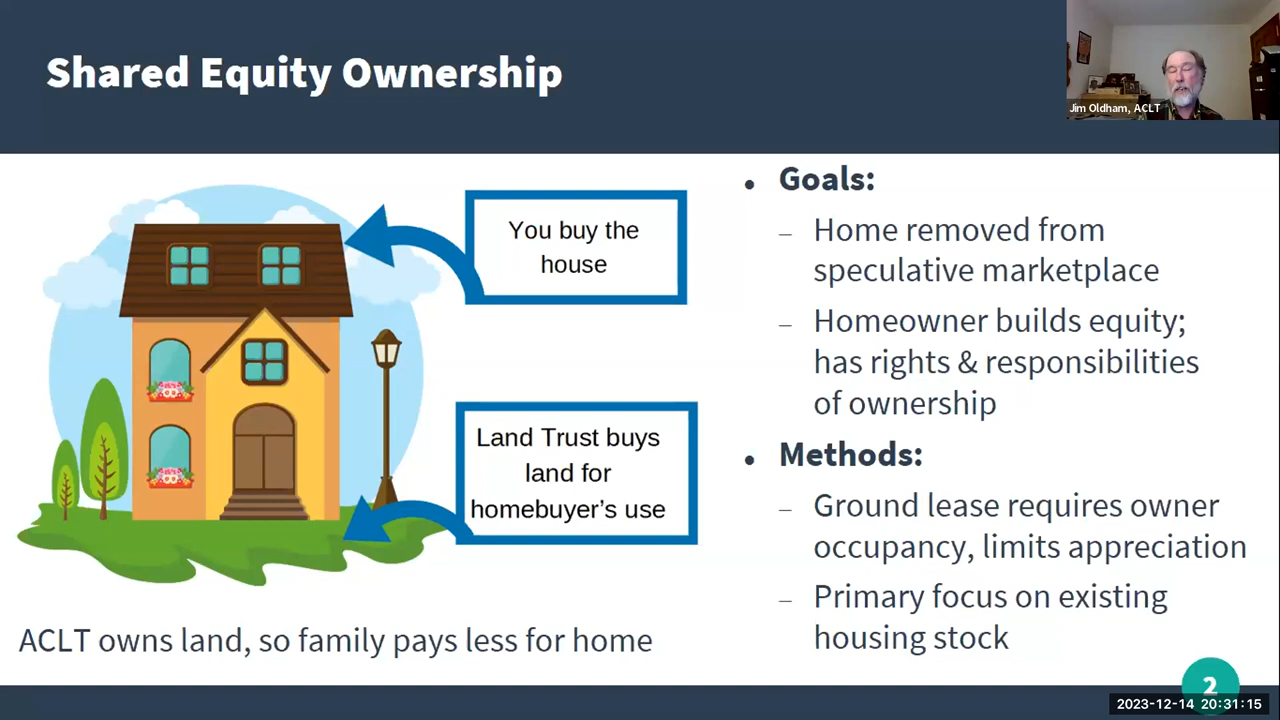 Shared Equity Ownership
Jim Oldham, ACLT
You buy the
house
Land Trust buys
land for
homebuyer’s use
ACLT owns land, so family pays less for home
• Goals:
– Home removed from
speculative marketplace
– Homeowner builds equity;
has rights & responsibilities
of ownership
• Methods:
– Ground lease requires owner
occupancy, limits appreciation
– Primary focus on existing
housing stock
2
2023-12-14 20:31:15